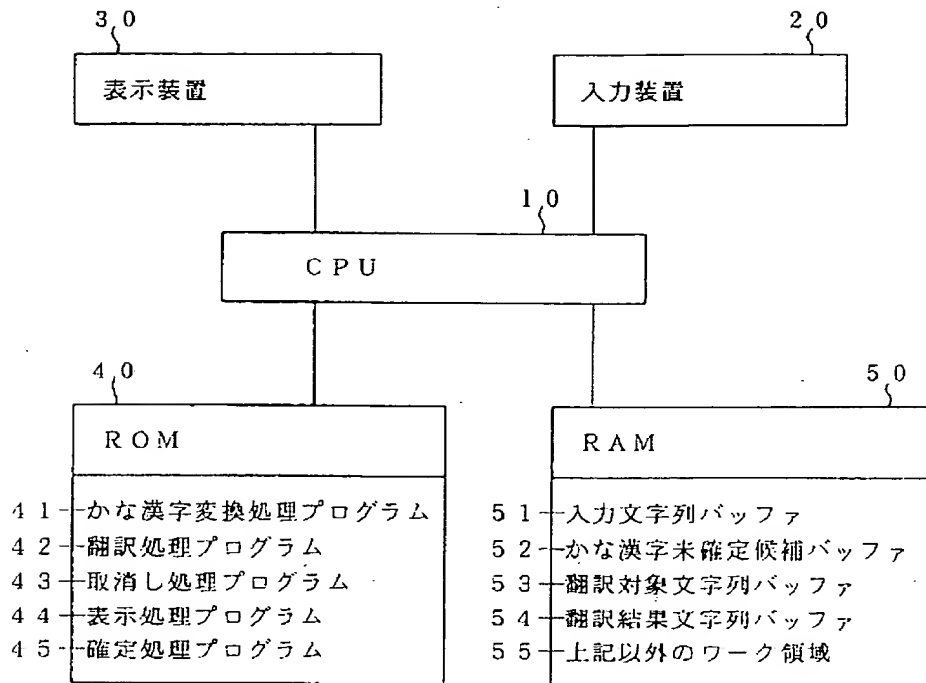 30
20
表示装置
入力装置
10
CPU
40
50
ROM
RAM
41 かな漢字変換処理プログラム
42 翻訳処理プログラム
43 取消し処理プログラム
44 表示処理プログラム
45 確定処理プログラム
51 入力文字列バッファ
52 かな漢字未確定候補バッファ
53 翻訳対象文字列バッファ
54 翻訳結果文字列バッファ
55 上記以外のワーク領域